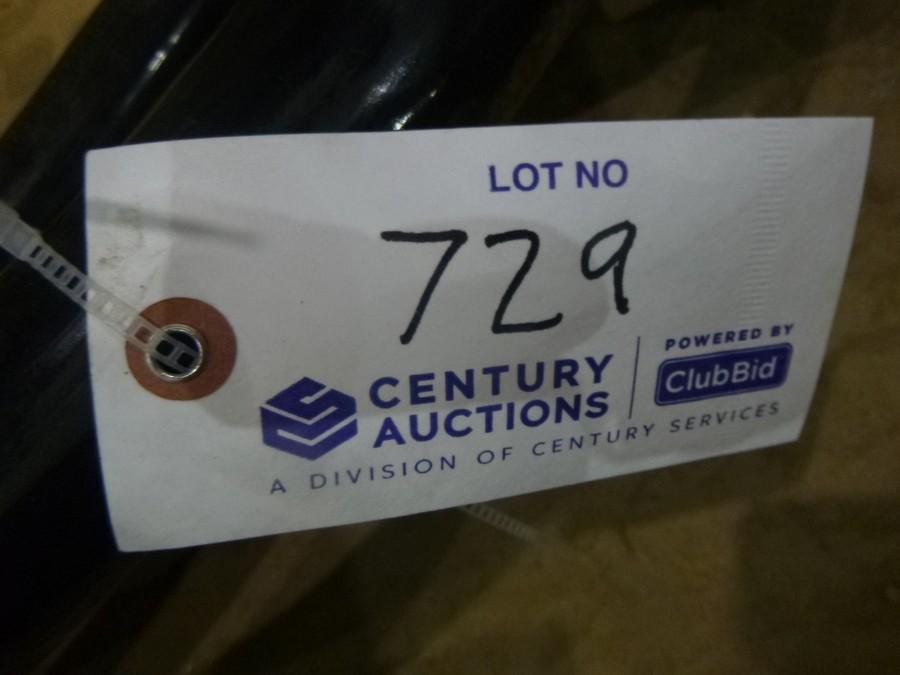 LOT NO
729
CENTURY
AUCTIONS
POWERED BY
ClubBid
A DIVISION OF CENTURY SERVICES